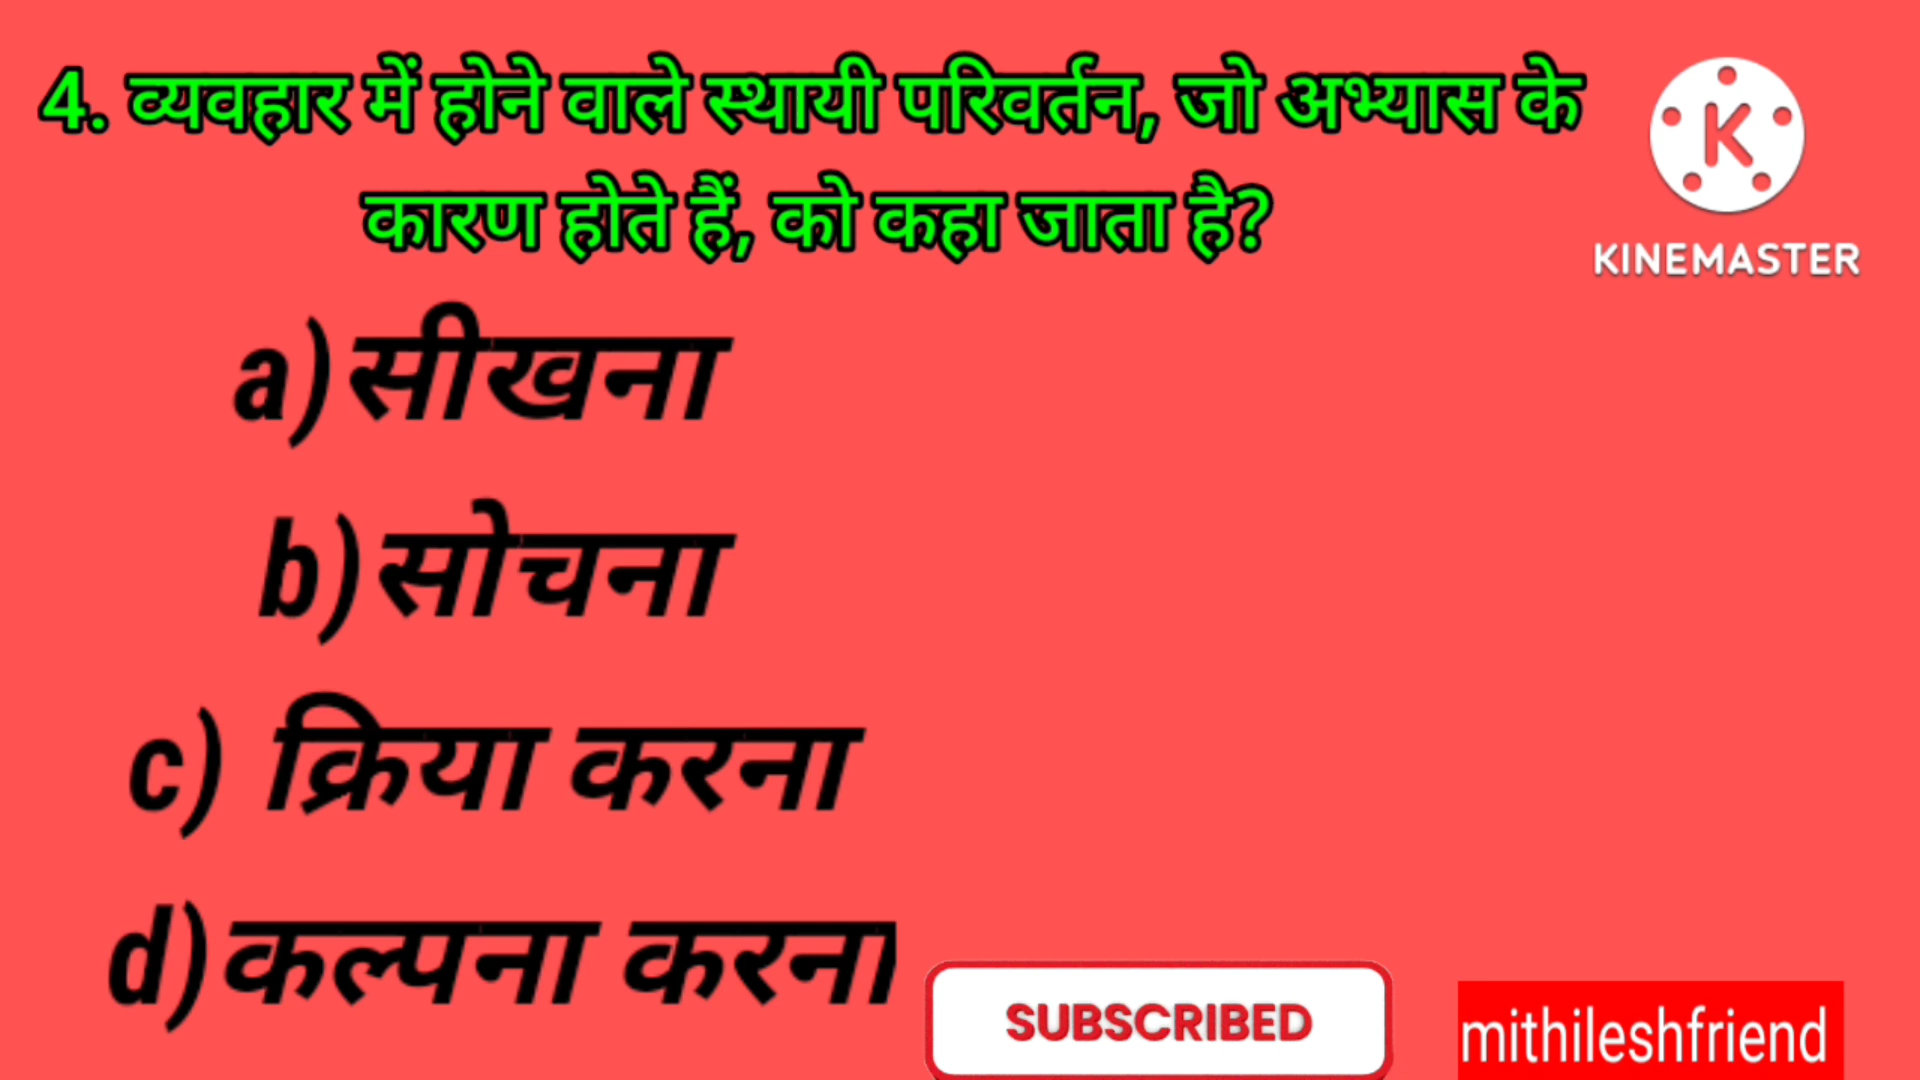 4. व्यवहार में होने वाले स्थायी परिवर्तन, जो अभ्यास के
कारण होते हैं, को कहा जाता है?
K
KINEMASTER
a)सीखना
b)सोचना
c) क्रिया करना
d)कल्पना करना
SUBSCRIBED
mithileshfriend